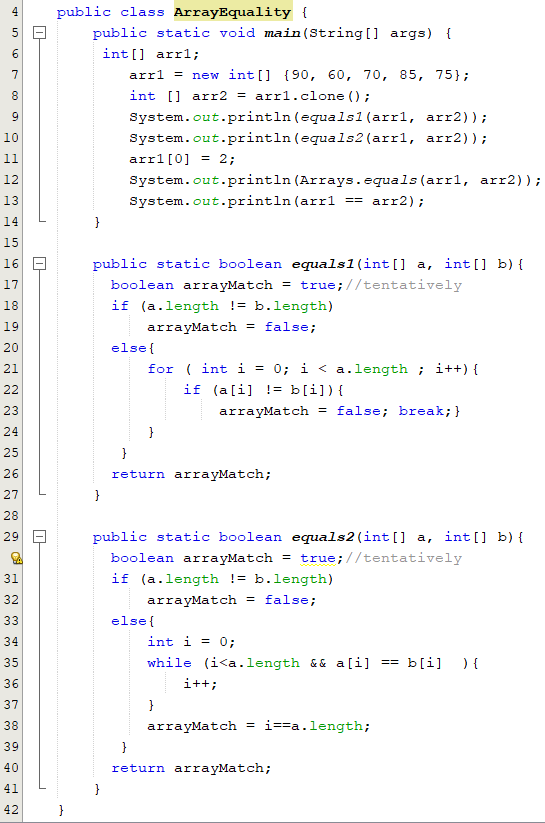 4 public class ArrayEquality {
5 public static void main(String[] args) {
6 int[] arr1;
7 arr1 = new int[] {90, 60, 70, 85, 75};
8 int [] arr2 = arr1.clone();
9 System.out.println(equals1(arr1, arr2));
10 System.out.println(equals2(arr1, arr2));
11 arr1[0] = 2;
12 System.out.println(Arrays.equals(arr1, arr2));
13 System.out.println(arr1 == arr2);
14 }
15
16 public static boolean equals1(int[] a, int[] b){
17 boolean arrayMatch = true;//tentatively
18 if (a.length != b.length)
19 arrayMatch = false;
20 else{
21 for ( int i = 0; i < a.length ; i++){
22 if (a[i] != b[i]){
23 arrayMatch = false; break;}
24 }
25 }
26 return arrayMatch;
27 }
28
29 public static boolean equals2(int[] a, int[] b){
boolean arrayMatch = true;//tentatively
31 if (a.length != b.length)
32 arrayMatch = false;
33 else{
34 int i = 0;
35 while (i<a.length && a[i] == b[i]  ){
36 i++;
37 }
38 arrayMatch = i==a.length;
39 }
40 return arrayMatch;
41 }
42 }